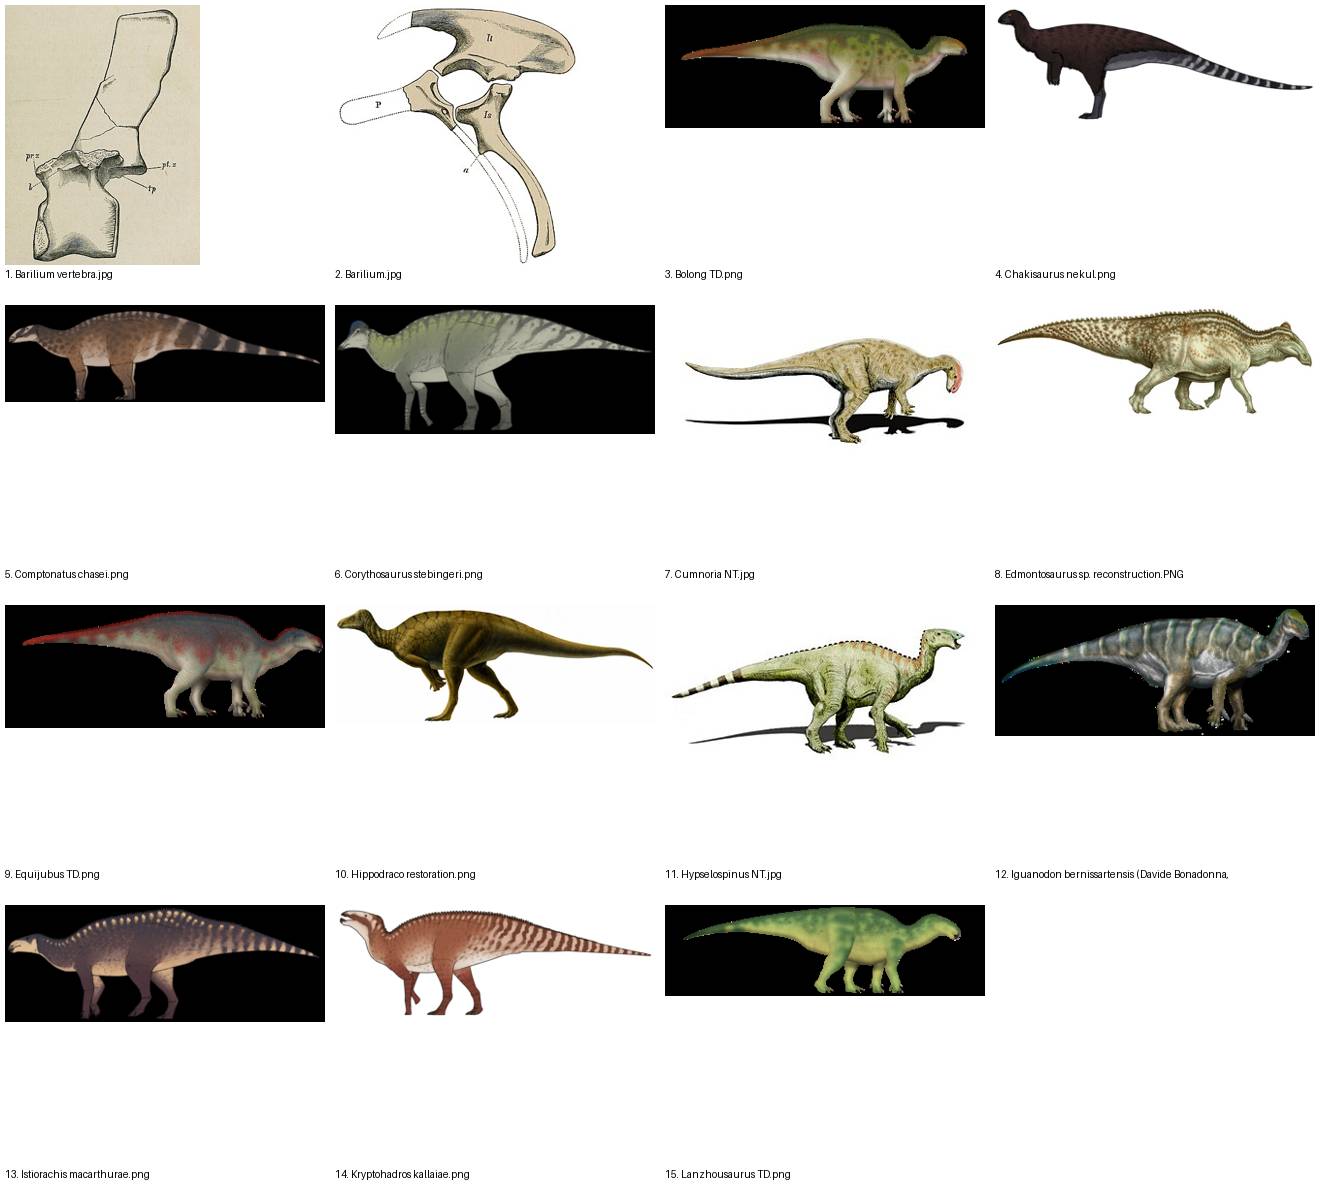 pr.z
pt.z
b
tp
Il
P
Is
a
1. Barilium vertebra.jpg
2. Barilium.jpg
3. Bolong TD.png
4. Chakisaurus nekul.png
5. Comptonatus chasei.png
6. Corythosaurus stebingeri.png
7. Cumnoria NT.jpg
8. Edmontosaurus sp. reconstruction.PNG
9. Equijubus TD.png
10. Hippodraco restoration.png
11. Hypselospinus NT.jpg
12. Iguanodon bernissartensis (Davide Bonadonna,
13. Istiorachis macarthurae.png
14. Kryptohadros kallaiae.png
15. Lanzhousaurus TD.png